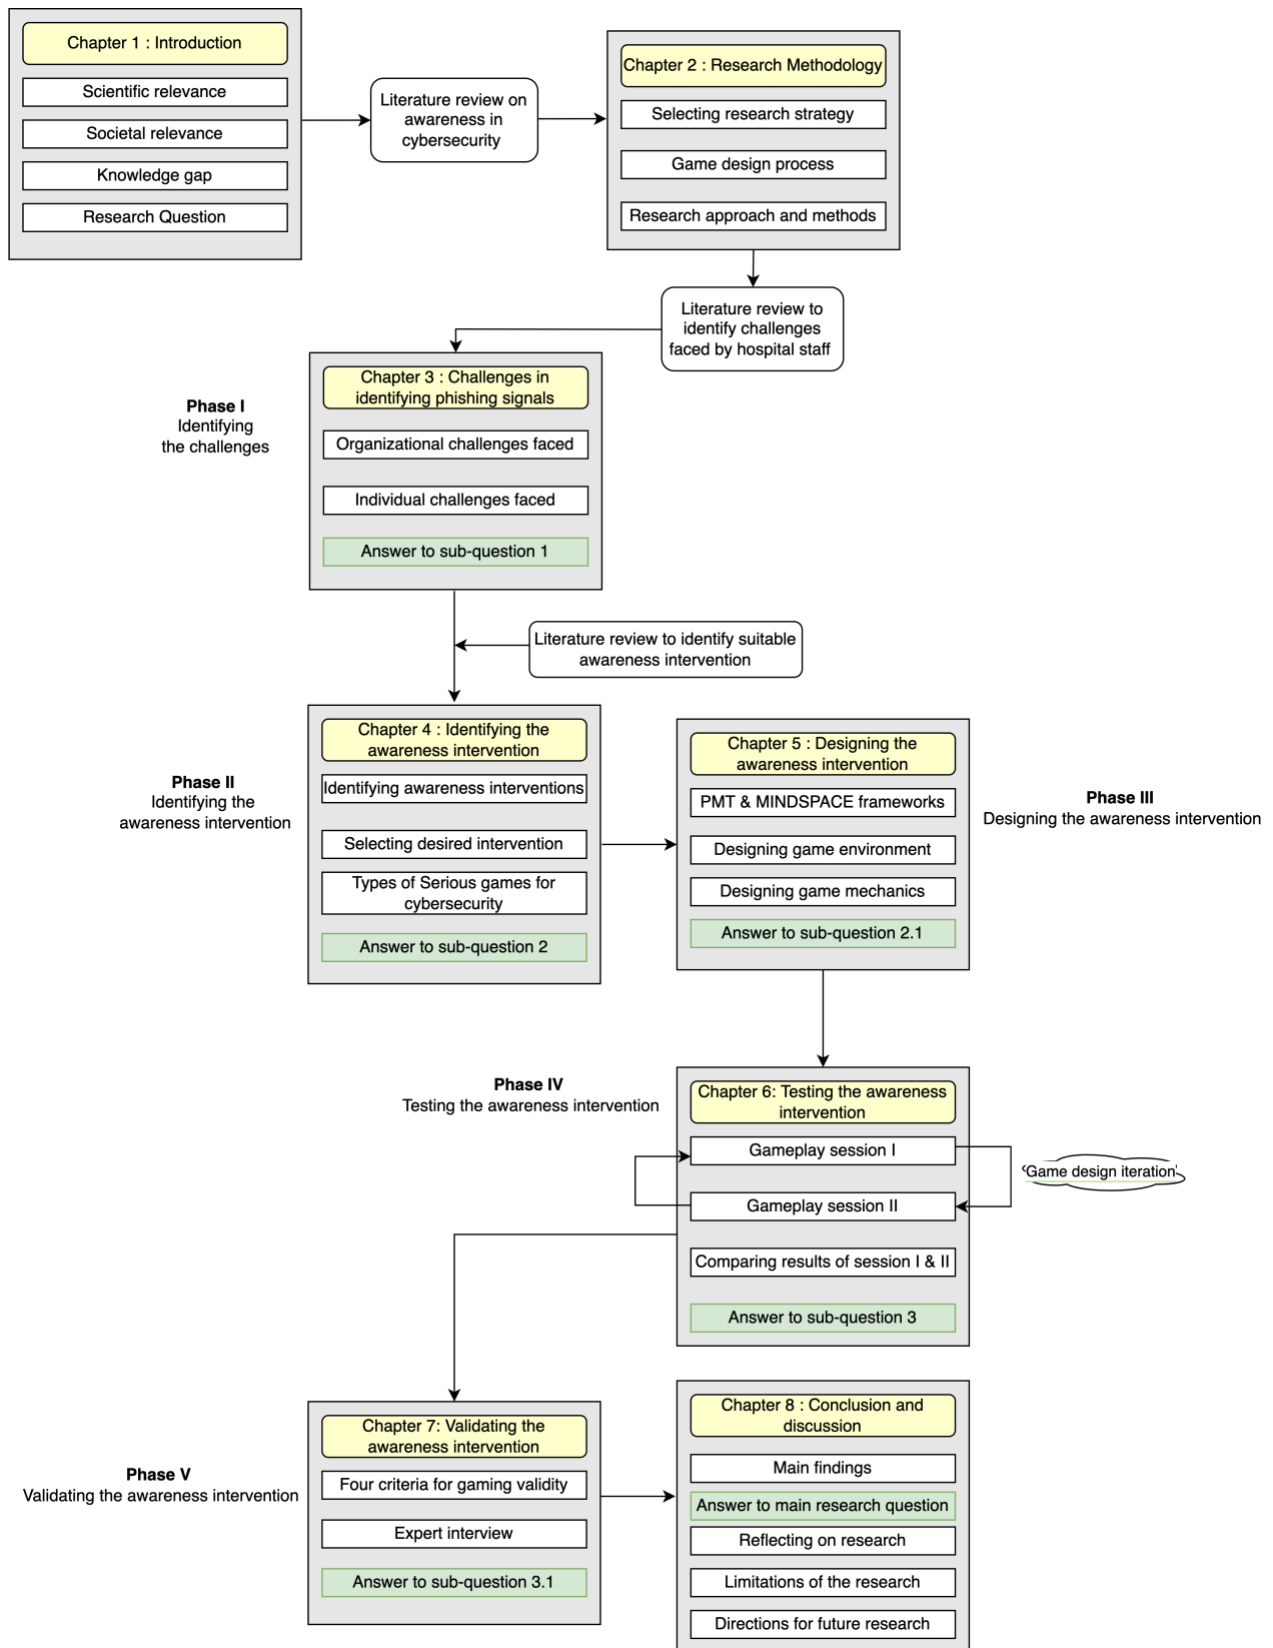 Chapter 1 : Introduction
Scientific relevance
Societal relevance
Knowledge gap
Research Question
Literature review on
awareness in
cybersecurity
Chapter 2 : Research Methodology
Selecting research strategy
Game design process
Research approach and methods
Literature review to
identify challenges
faced by hospital staff
Phase I
Identifying
the challenges
Chapter 3 : Challenges in
identifying phishing signals
Organizational challenges faced
Individual challenges faced
Answer to sub-question 1
Literature review to identify suitable
awareness intervention
Phase II
Identifying the
awareness intervention
Chapter 4 : Identifying the
awareness intervention
Identifying awareness interventions
Selecting desired intervention
Types of Serious games for
cybersecurity
Answer to sub-question 2
Chapter 5 : Designing the
awareness intervention
PMT & MINDSPACE frameworks
Designing game environment
Designing game mechanics
Answer to sub-question 2.1
Phase III
Designing the awareness intervention
Phase IV
Testing the awareness intervention
Chapter 6: Testing the awareness
intervention
Gameplay session I
Gameplay session II
Comparing results of session I & II
Answer to sub-question 3
Game design iteration
Phase V
Validating the awareness intervention
Chapter 7: Validating the
awareness intervention
Four criteria for gaming validity
Expert interview
Answer to sub-question 3.1
Chapter 8 : Conclusion and
discussion
Main findings
Answer to main research question
Reflecting on research
Limitations of the research
Directions for future research